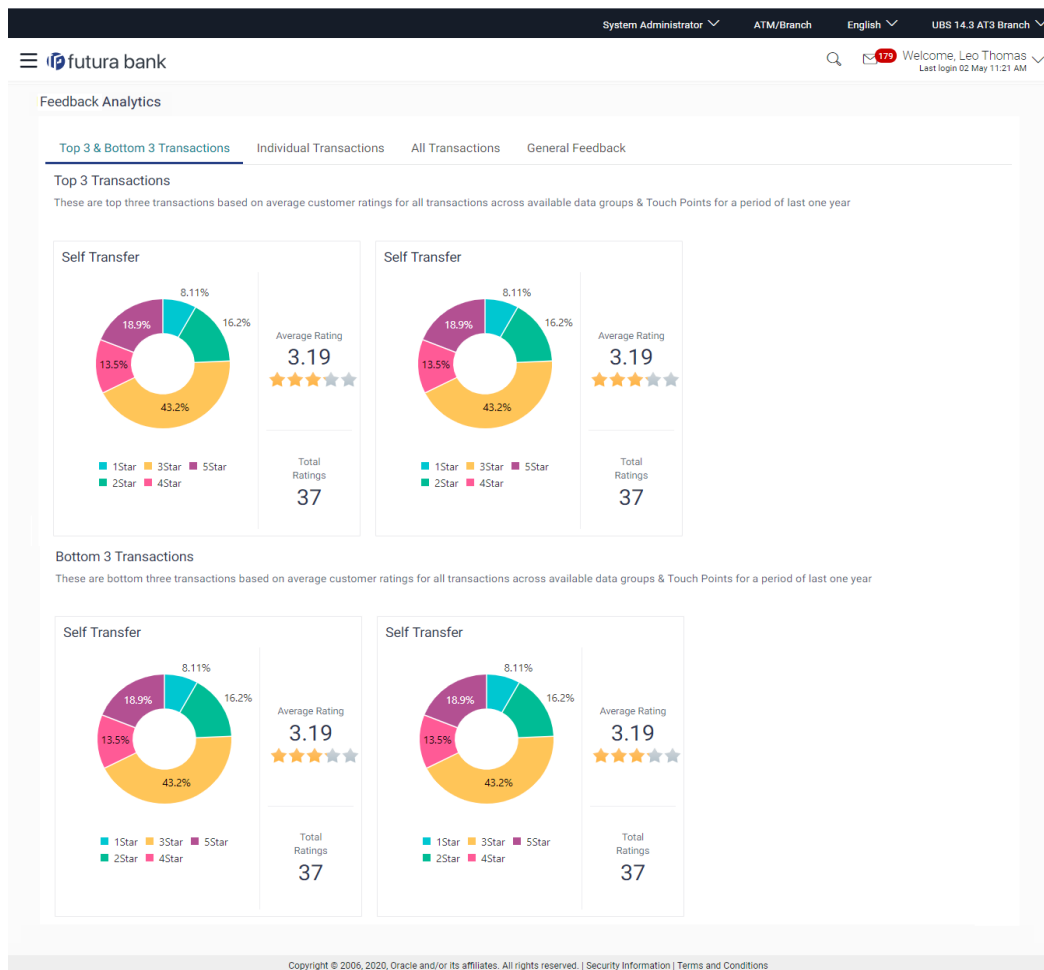 System Administrator ATM/Branch English UBS 14.3 AT3 Branch
futura bank 179 Welcome, Leo Thomas
Last login 02 May 11:21 AM
Feedback Analytics
Top 3 & Bottom 3 Transactions Individual Transactions All Transactions General Feedback
Top 3 Transactions
These are top three transactions based on average customer ratings for all transactions across available data groups & Touch Points for a period of last one year
Self Transfer
8.11%
16.2%
18.9%
13.5%
43.2%
1Star 3Star 5Star
2Star 4Star
Average Rating
3.19
Total
Ratings
37
Self Transfer
8.11%
16.2%
18.9%
13.5%
43.2%
1Star 3Star 5Star
2Star 4Star
Average Rating
3.19
Total
Ratings
37
Bottom 3 Transactions
These are bottom three transactions based on average customer ratings for all transactions across available data groups & Touch Points for a period of last one year
Self Transfer
8.11%
16.2%
18.9%
13.5%
43.2%
1Star 3Star 5Star
2Star 4Star
Average Rating
3.19
Total
Ratings
37
Self Transfer
8.11%
16.2%
18.9%
13.5%
43.2%
1Star 3Star 5Star
2Star 4Star
Average Rating
3.19
Total
Ratings
37
Copyright © 2006, 2020, Oracle and/or its affiliates. All rights reserved. | Security Information | Terms and Conditions